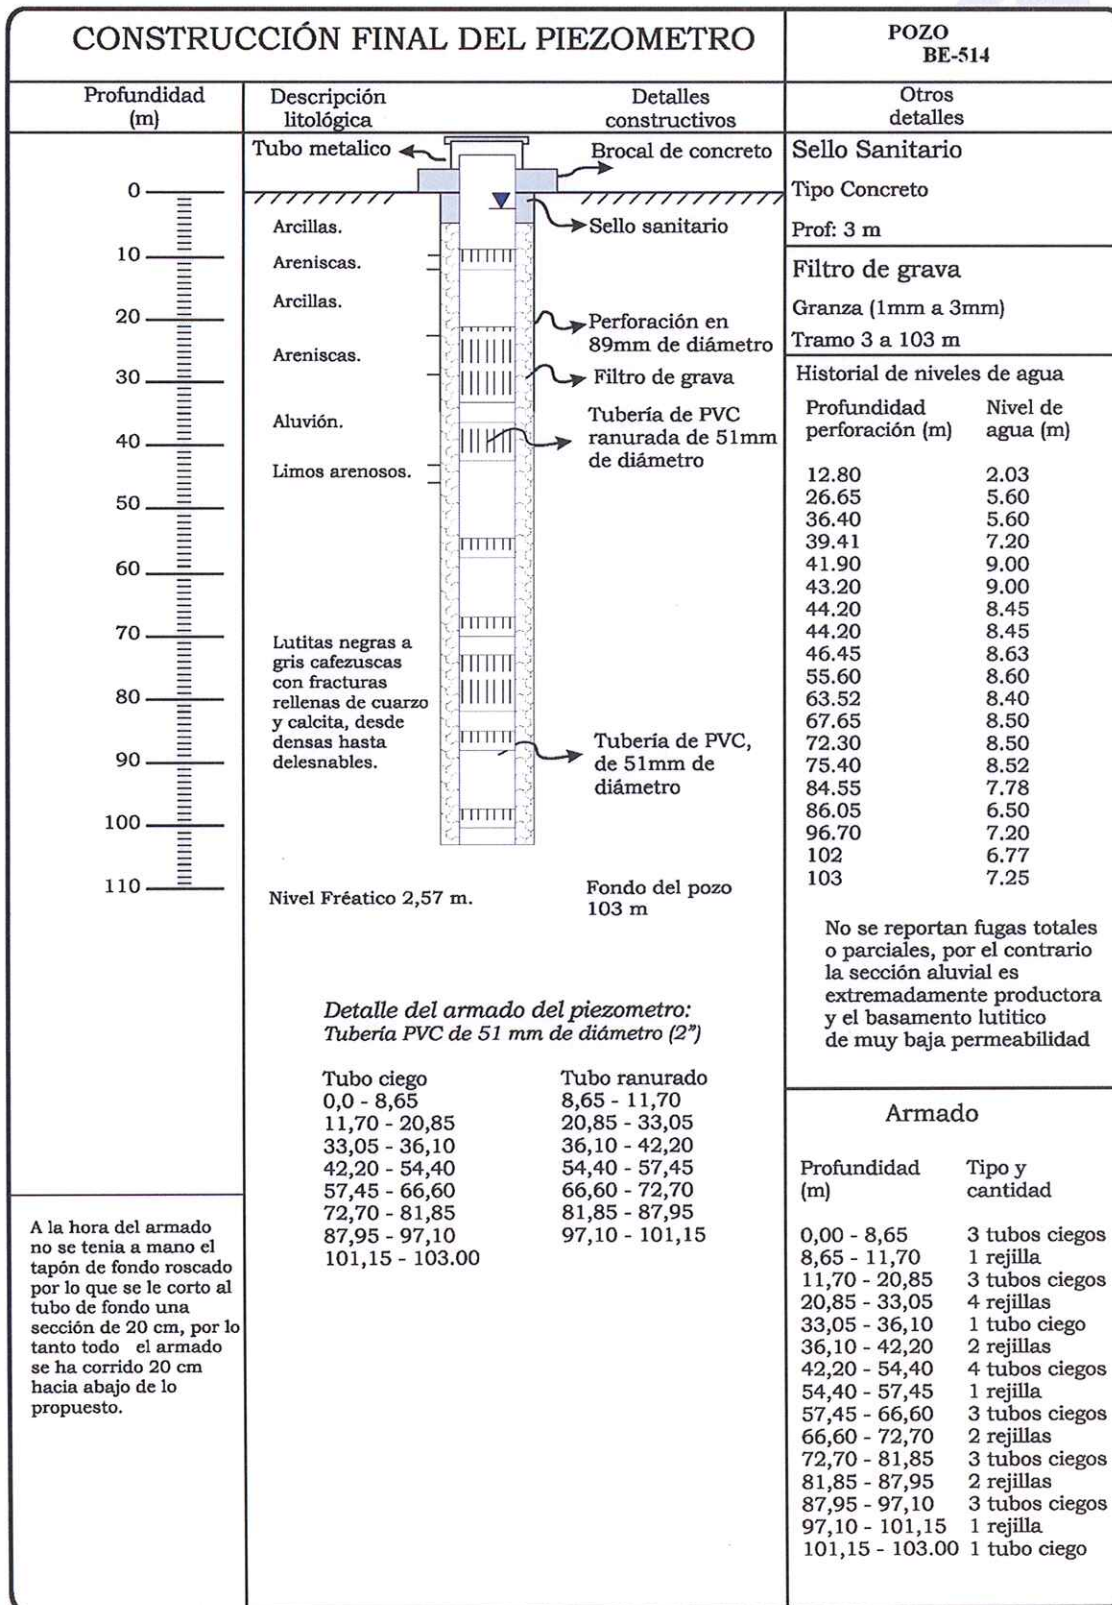 CONSTRUCCIÓN FINAL DEL PIEZOMETRO
POZO
BE-514
Profundidad
(m)
Descripción
litológica
Detalles
constructivos
Otros
detalles
Tubo metalico
Brocal de concreto
0
10
20
30
40
50
60
70
80
90
100
110
Arcillas.
Areniscas.
Arcillas.
Areniscas.
Aluvión.
Limos arenosos.
Lutitas negras a
gris cafezuscas
con fracturas
rellenas de cuarzo
y calcita, desde
densas hasta
delesnables.
Nivel Fréatico 2,57 m.
Sello sanitario
Perforación en
89mm de diámetro
Filtro de grava
Tubería de PVC
ranurada de 51mm
de diámetro
Tubería de PVC,
de 51mm de
diámetro
Fondo del pozo
103 m
Sello Sanitario
Tipo Concreto
Prof: 3 m
Filtro de grava
Granza (1mm a 3mm)
Tramo 3 a 103 m
Historial de niveles de agua
Profundidad Nivel de
perforación (m) agua (m)
12.80 2.03
26.65 5.60
36.40 5.60
39.41 7.20
41.90 9.00
43.20 9.00
44.20 8.45
44.20 8.45
46.45 8.63
55.60 8.60
63.52 8.40
67.65 8.50
72.30 8.50
75.40 8.52
84.55 7.78
86.05 6.50
96.70 7.20
102 6.77
103 7.25
No se reportan fugas totales
o parciales, por el contrario
la sección aluvial es
extremadamente productora
y el basamento lutitico
de muy baja permeabilidad
Detalle del armado del piezometro:
Tubería PVC de 51 mm de diámetro (2")
Tubo ciego Tubo ranurado
0,0 - 8,65 8,65 - 11,70
11,70 - 20,85 20,85 - 33,05
33,05 - 36,10 36,10 - 42,20
42,20 - 54,40 54,40 - 57,45
57,45 - 66,60 66,60 - 72,70
72,70 - 81,85 81,85 - 87,95
87,95 - 97,10 97,10 - 101,15
101,15 - 103.00
A la hora del armado
no se tenia a mano el
tapón de fondo roscado
por lo que se le corto al
tubo de fondo una
sección de 20 cm, por lo
tanto todo el armado
se ha corrido 20 cm
hacia abajo de lo
propuesto.
Armado
Profundidad Tipo y
(m) cantidad
0,00 - 8,65 3 tubos ciegos
8,65 - 11,70 1 rejilla
11,70 - 20,85 3 tubos ciegos
20,85 - 33,05 4 rejillas
33,05 - 36,10 1 tubo ciego
36,10 - 42,20 2 rejillas
42,20 - 54,40 4 tubos ciegos
54,40 - 57,45 1 rejilla
57,45 - 66,60 3 tubos ciegos
66,60 - 72,70 2 rejillas
72,70 - 81,85 3 tubos ciegos
81,85 - 87,95 2 rejillas
87,95 - 97,10 3 tubos ciegos
97,10 - 101,15 1 rejilla
101,15 - 103.00 1 tubo ciego